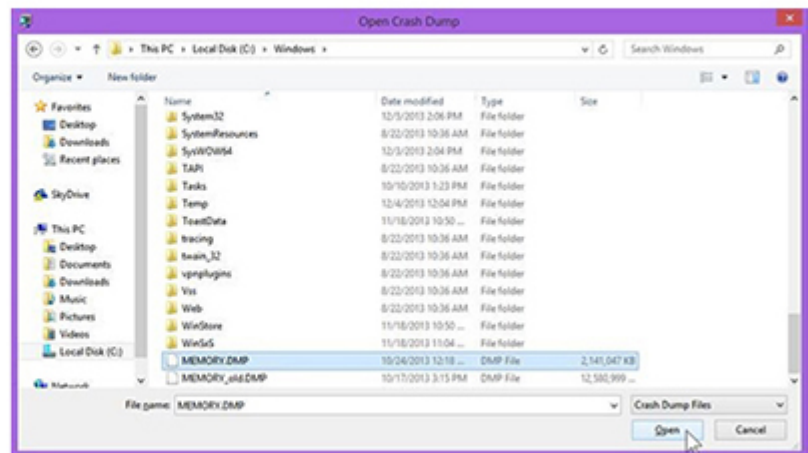 Open Crash Dump
This PC Local Disk (C:) Windows
Search Windows
Organize New folder
Name Date modified Type Size
System32 12/5/2013 2:06 PM File folder
SystemResources 8/22/2013 10:36 AM File folder
SysWOW64 12/3/2013 2:04 PM File folder
TAPI 8/22/2013 10:36 AM File folder
Tasks 10/10/2013 1:23 PM File folder
Temp 12/4/2013 12:04 PM File folder
ToastData 11/18/2013 10:50 ... File folder
tracing 8/22/2013 10:36 AM File folder
twain_32 8/22/2013 10:36 AM File folder
vpnplugins 8/22/2013 10:36 AM File folder
Vss 8/22/2013 10:36 AM File folder
Web 8/22/2013 10:36 AM File folder
WinStore 11/18/2013 10:50 ... File folder
WinSxS 11/18/2013 11:04 ... File folder
MEMORY.DMP 10/24/2013 12:18 ... DMP File 2,141,047 KB
MEMORY_old.DMP 10/17/2013 3:15 PM DMP File 12,580,999 ...
Favorites
Desktop
Downloads
Recent places
SkyDrive
This PC
Desktop
Documents
Downloads
Music
Pictures
Videos
Local Disk (C:)
Network
File name: MEMORY.DMP
Crash Dump Files
Open Cancel